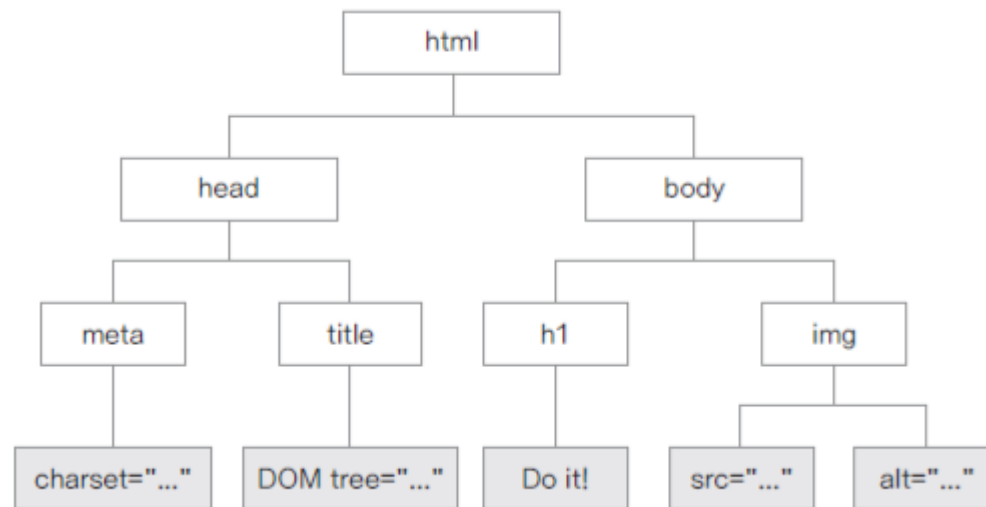 html
head
body
meta
title
h1
img
charset="..."
DOM tree="..."
Do it!
src="..."
alt="..."